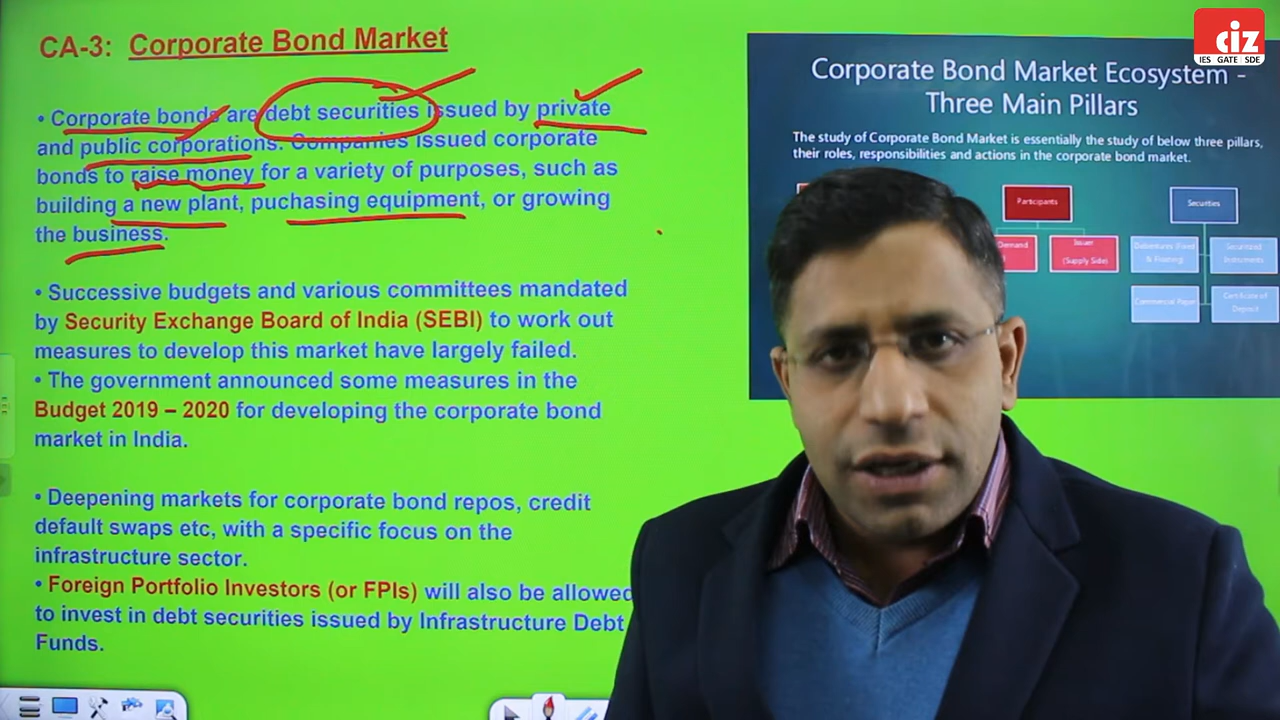 CA-3: Corporate Bond Market
• Corporate bonds are debt securities issued by private
and public corporations. Companies issued corporate
bonds to raise money for a variety of purposes, such as
building a new plant, puchasing equipment, or growing
the business.
• Successive budgets and various committees mandated
by Security Exchange Board of India (SEBI) to work out
measures to develop this market have largely failed.
• The government announced some measures in the
Budget 2019 – 2020 for developing the corporate bond
market in India.
• Deepening markets for corporate bond repos, credit
default swaps etc, with a specific focus on the
infrastructure sector.
• Foreign Portfolio Investors (or FPIs) will also be allowed
to invest in debt securities issued by Infrastructure Debt
Funds.
ciz
IES GATE SDE
Corporate Bond Market Ecosystem -
Three Main Pillars
The study of Corporate Bond Market is essentially the study of below three pillars,
their roles, responsibilities and actions in the corporate bond market.
Participants
Securities
Demand
Issuer
(Supply Side)
Debentures (Fixed
& Floating)
Securitized
Instruments
Commercial Paper
Certificate of
Deposit